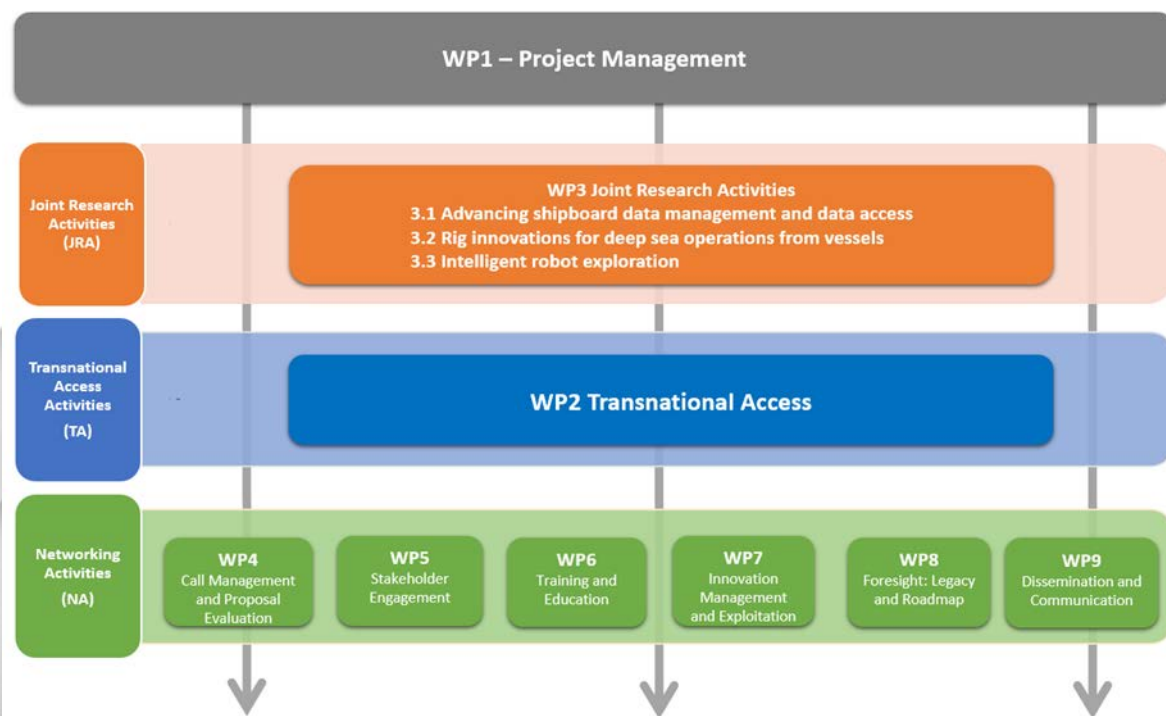 WP1 – Project Management
Joint Research
Activities
(JRA)
WP3 Joint Research Activities
3.1 Advancing shipboard data management and data access
3.2 Rig innovations for deep sea operations from vessels
3.3 Intelligent robot exploration
Transnational
Access
Activities
(TA)
WP2 Transnational Access
Networking
Activities
(NA)
WP4
Call Management
and Proposal
Evaluation
WP5
Stakeholder
Engagement
WP6
Training and
Education
WP7
Innovation
Management
and Exploitation
WP8
Foresight: Legacy
and Roadmap
WP9
Dissemination and
Communication